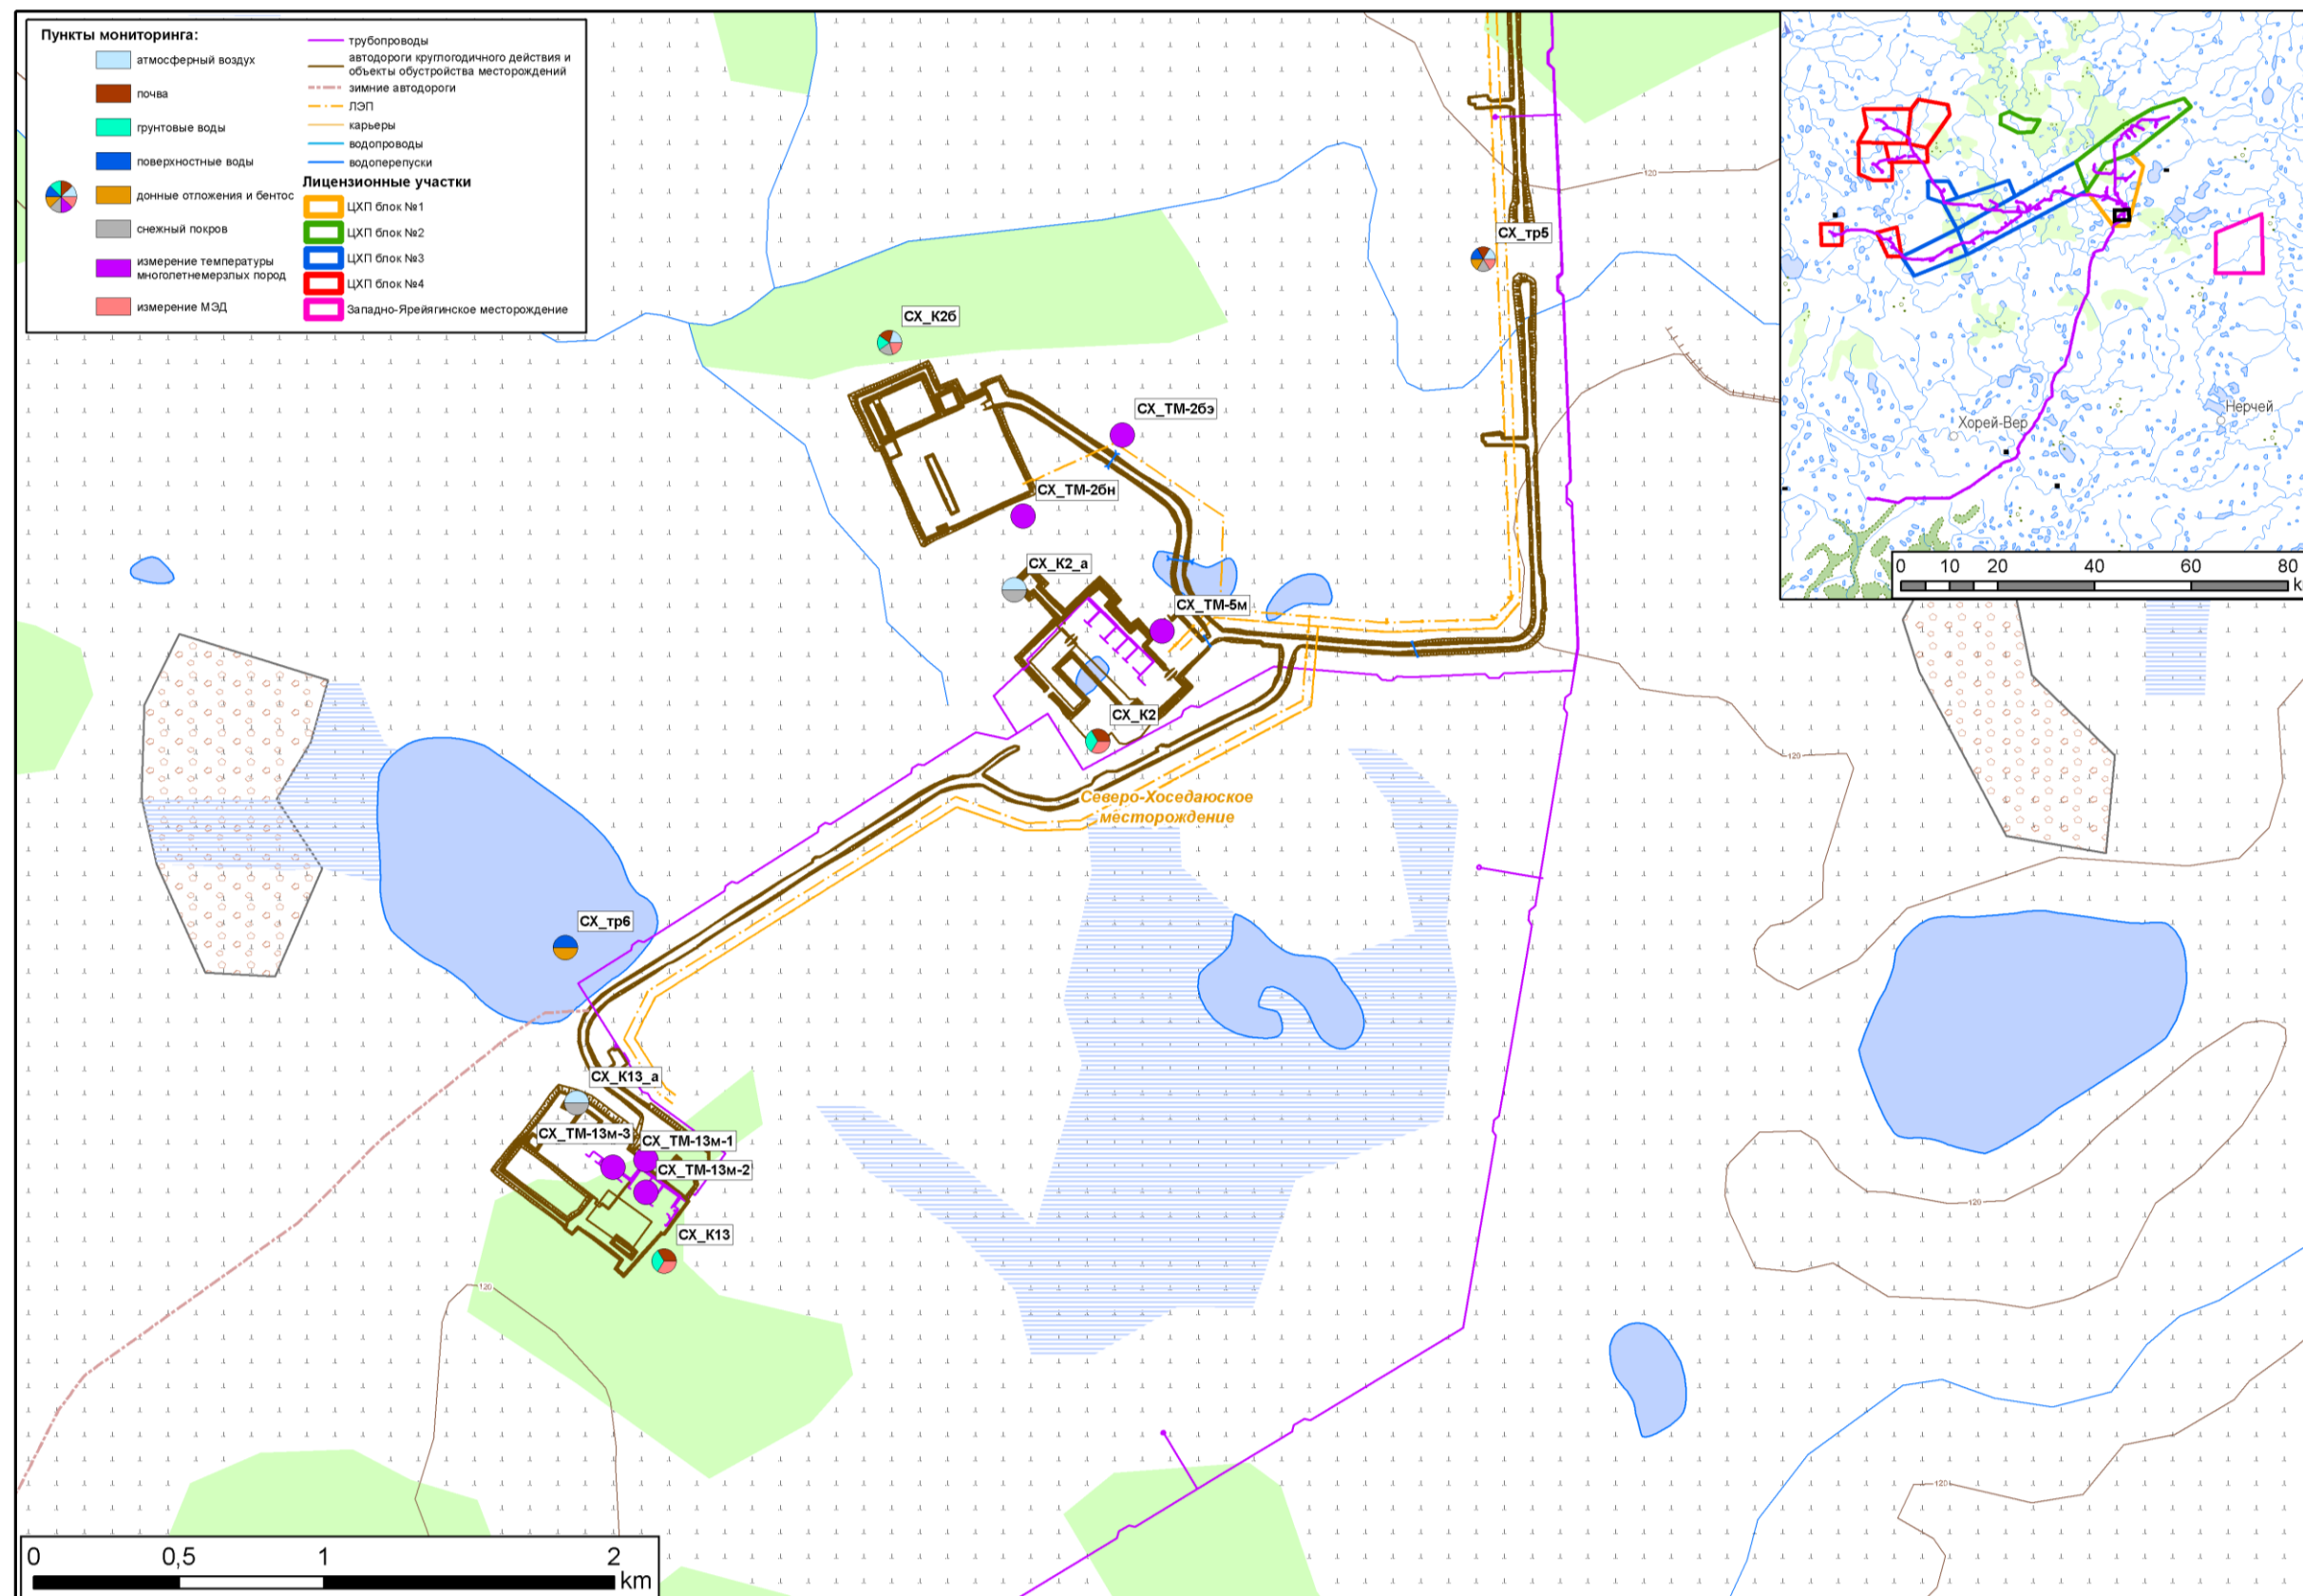 Пункты мониторинга:
атмосферный воздух
почва
грунтовые воды
поверхностные воды
донные отложения и бентос
снежный покров
измерение температуры
многолетнемерзлых пород
измерение МЭД
трубопроводы
автодороги круглогодичного действия и
объекты обустройства месторождений
зимние автодороги
ЛЭП
карьеры
водопроводы
водоперепуски
Лицензионные участки
ЦХП блок №1
ЦХП блок №2
ЦХП блок №3
ЦХП блок №4
Западно-Ярейягинское месторождение
120
СХ_тр5
СХ_К2б
СХ_ТМ-2бэ
СХ_ТМ-2бн
СХ_К2_а
СХ_ТМ-5м
СХ_К2
120
Северо-Хоседаюское
месторождение
СХ_тр6
СХ_К13_а
СХ_ТМ-13м-3
СХ_ТМ-13м-1
СХ_ТМ-13м-2
120
СХ_К13
120
120
Нерчей
Хорей-Вер
0 10 20 40 60 80
0 0,5 1 2
km